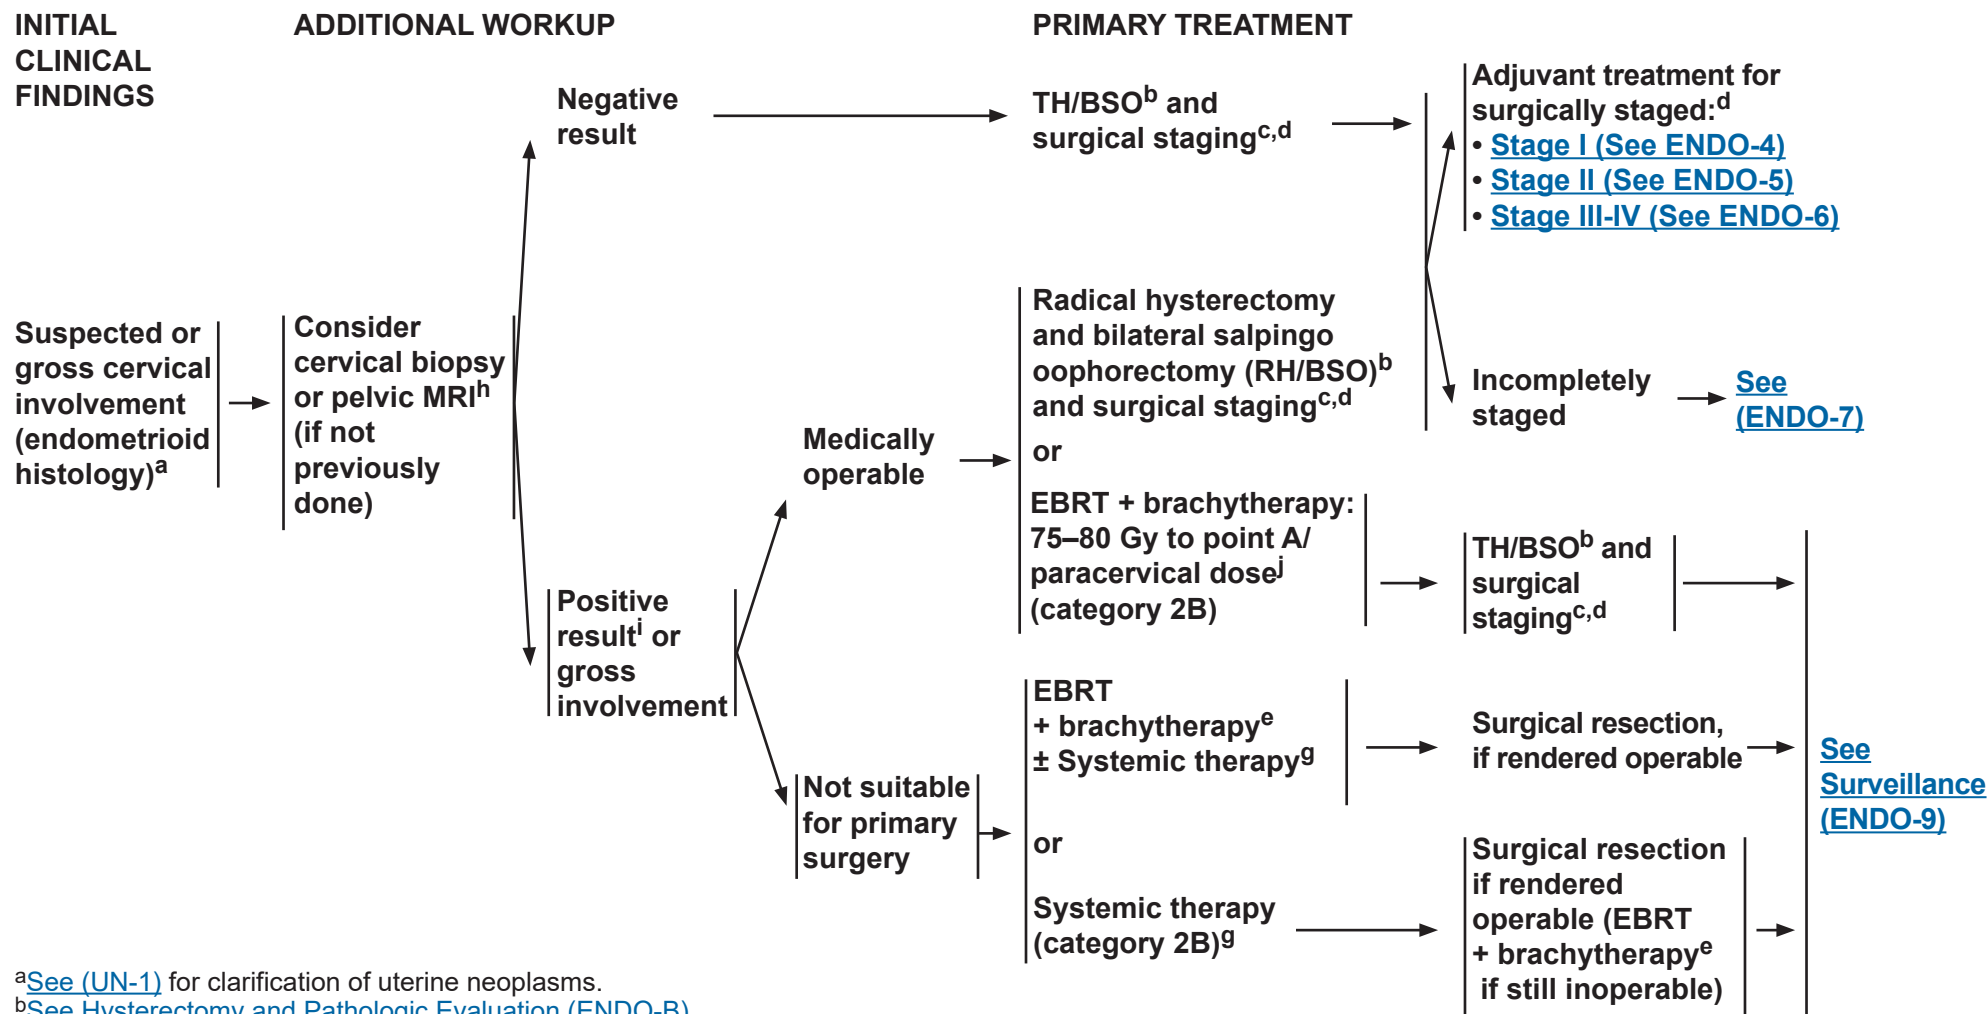 INITIAL
CLINICAL
FINDINGS
ADDITIONAL WORKUP
PRIMARY TREATMENT
Suspected or
gross cervical
involvement
(endometrioid
histology)a
Consider
cervical biopsy
or pelvic MRIh
(if not
previously
done)
Negative
result
TH/BSOb and
surgical stagingc,d
Adjuvant treatment for
surgically staged:d
• Stage I (See ENDO-4)
• Stage II (See ENDO-5)
• Stage III-IV (See ENDO-6)
Incompletely
staged
See
(ENDO-7)
Positive
resulti or
gross
involvement
Medically
operable
Radical hysterectomy
and bilateral salpingo
oophorectomy (RH/BSO)b
and surgical stagingc,d
or
EBRT + brachytherapy:
75–80 Gy to point A/
paracervical dosej
(category 2B)
TH/BSOb and
surgical
stagingc,d
Not suitable
for primary
surgery
EBRT
+ brachytherapye
± Systemic therapyg
or
Systemic therapy
(category 2B)g
Surgical resection,
if rendered operable
Surgical resection
if rendered
operable (EBRT
+ brachytherapye
if still inoperable)
See
Surveillance
(ENDO-9)
aSee (UN-1) for clarification of uterine neoplasms.
bSee Hysterectomy and Pathologic Evaluation (ENDO-B)